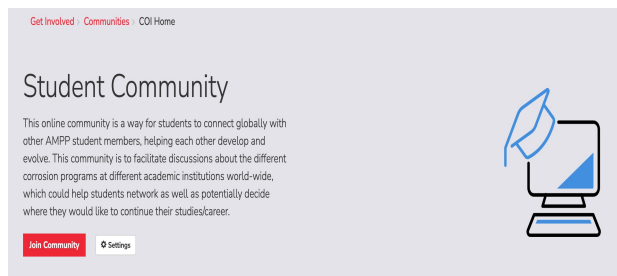 Get Involved > Communities > COI Home
Student Community
This online community is a way for students to connect globally with
other AMPP student members, helping each other develop and
evolve. This community is to facilitate discussions about the different
corrosion programs at different academic institutions world-wide,
which could help students network as well as potentially decide
where they would like to continue their studies/career.
Join Community Settings